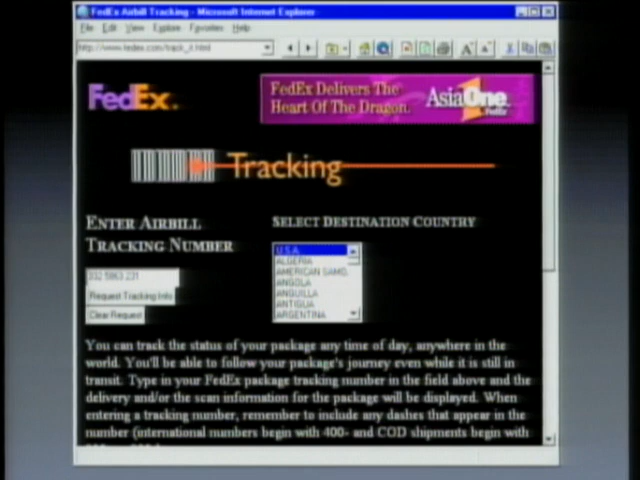 FedEx Airbill Tracking - Microsoft Internet Explorer
File Edit View Explore Favorites Help
http://www.fedex.com/track_it.html
FedEx.
FedEx Delivers The
Heart Of The Dragon.
AsiaOne
FedEx
Tracking
ENTER AIRBILL
TRACKING NUMBER
SELECT DESTINATION COUNTRY
U.S.A.
ALGERIA
AMERICAN SAMO.
ANGOLA
ANGUILLA
ANTIGUA
ARGENTINA
Request Tracking Info
Clear Request
You can track the status of your package any time of day, anywhere in the
world. You'll be able to follow your package's journey even while it is still in
transit. Type in your FedEx package tracking number in the field above and the
delivery and/or the scan information for the package will be displayed. When
entering a tracking number, remember to include any dashes that appear in the
number (international numbers begin with 400- and COD shipments begin with